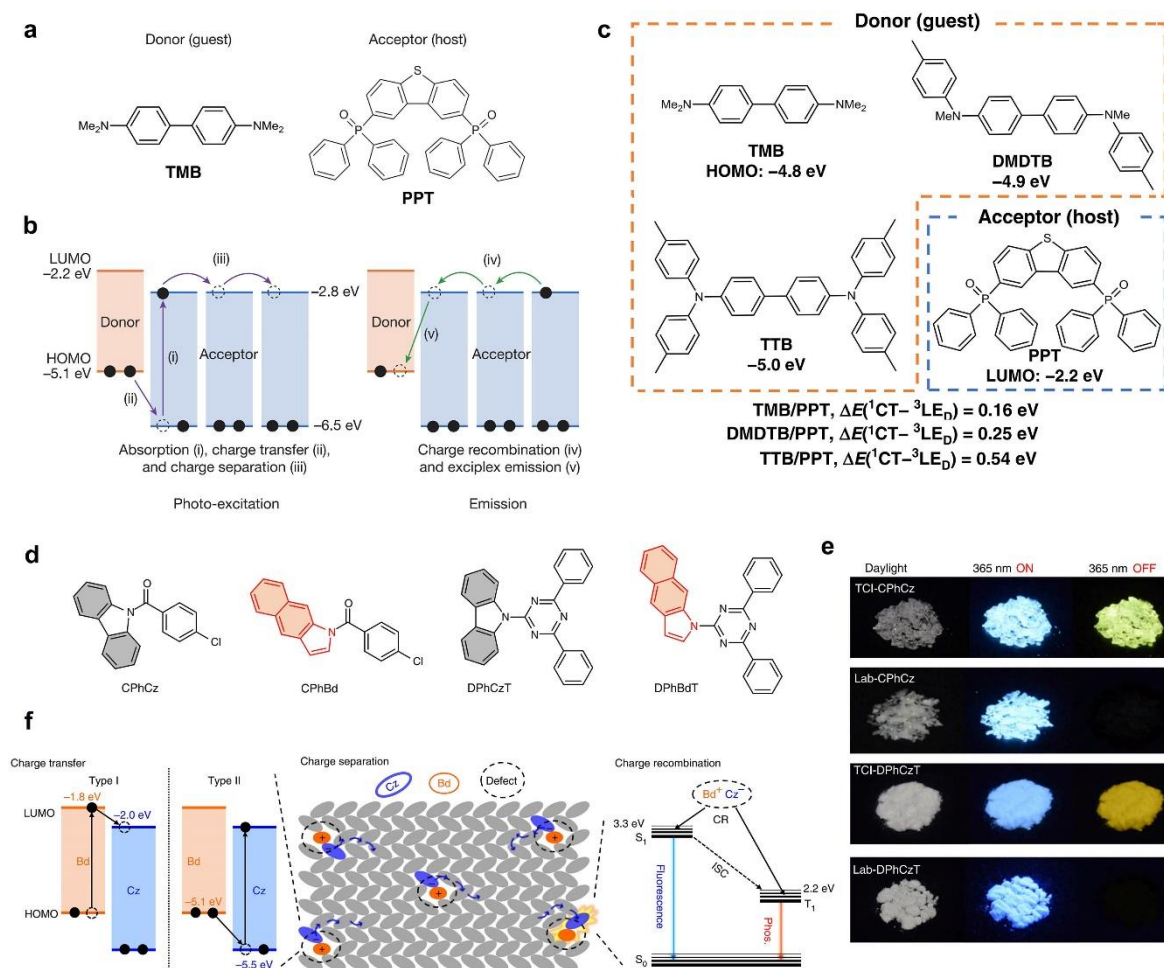 a
Donor (guest)
Acceptor (host)
Me₂N
NMe₂
TMB
S
O
P
O
P
PPT
b
LUMO
−2.2 eV
HOMO
−5.1 eV
Donor
(i)
(ii)
(iii)
Acceptor
−2.8 eV
−6.5 eV
(iv)
(v)
Donor
Acceptor
Absorption (i), charge transfer (ii),
and charge separation (iii)
Charge recombination (iv)
and exciplex emission (v)
Photo-excitation
Emission
c
Donor (guest)
Me₂N
NMe₂
TMB
HOMO: −4.8 eV
MeN
NMe
DMDTB
−4.9 eV
N
N
TTB
−5.0 eV
Acceptor (host)
S
O
P
O
P
PPT
LUMO: −2.2 eV
TMB/PPT, ΔE(¹CT− ³LE_D) = 0.16 eV
DMDTB/PPT, ΔE(¹CT− ³LE_D) = 0.25 eV
TTB/PPT, ΔE(¹CT−³LE_D) = 0.54 eV
d
N
O
Cl
CPhCz
N
O
Cl
CPhBd
N
N
N
N
DPhCzT
N
N
N
N
DPhBdT
e
Daylight
365 nm ON
365 nm OFF
TCI-CPhCz
Lab-CPhCz
TCI-DPhCzT
Lab-DPhCzT
f
Charge transfer
Type I
Type II
LUMO
−1.8 eV
−2.0 eV
Bd
Cz
HOMO
Bd
−5.1 eV
Cz
−5.5 eV
Charge separation
Cz
Bd
Defect
+
+
+
+
Charge recombination
Bd⁺ Cz⁻
CR
3.3 eV
S₁
ISC
2.2 eV
T₁
Fluorescence
Phos.
S₀